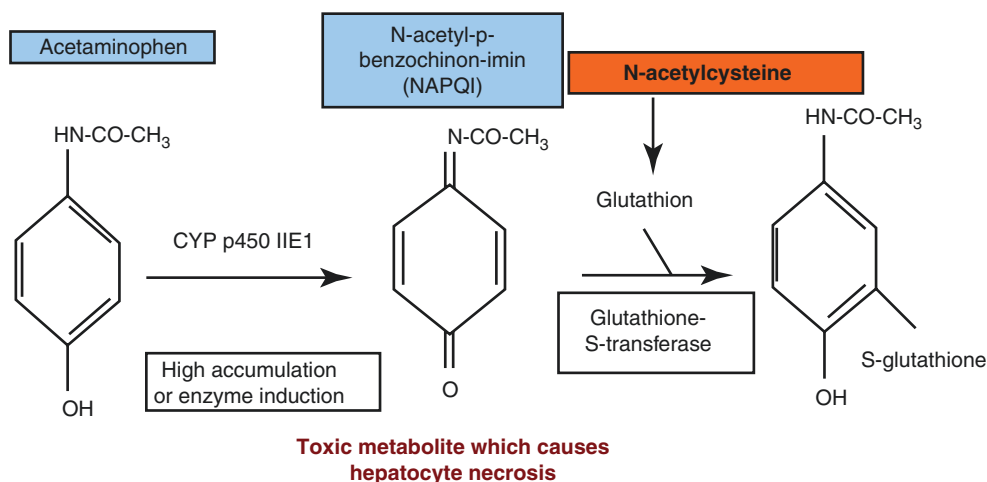 Acetaminophen
N-acetyl-p-
benzochinon-imin
(NAPQI)
N-acetylcysteine
HN-CO-CH₃
N-CO-CH₃
HN-CO-CH₃
Glutathion
CYP p450 IIE1
High accumulation
or enzyme induction
Glutathione-
S-transferase
S-glutathione
OH
O
OH
Toxic metabolite which causes
hepatocyte necrosis